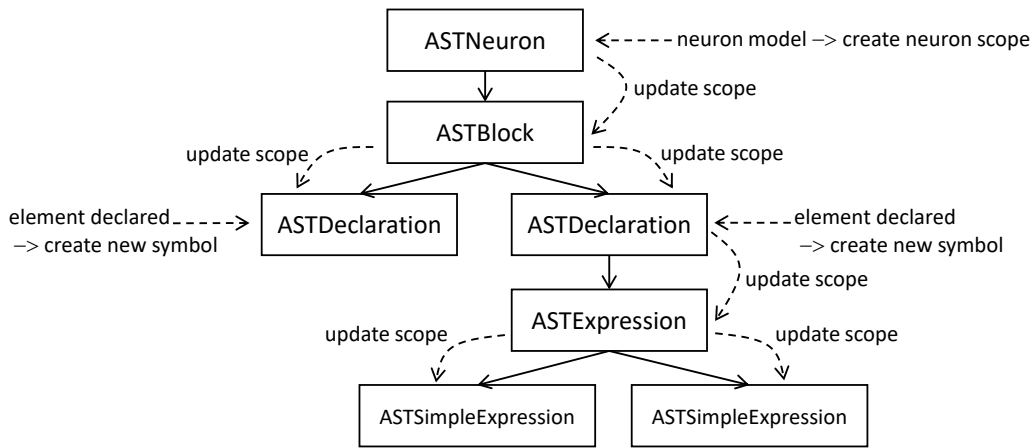 ASTNeuron
neuron model –> create neuron scope
update scope
ASTBlock
update scope
update scope
element declared
–> create new symbol
ASTDeclaration
ASTDeclaration
element declared
–> create new symbol
update scope
ASTExpression
update scope
update scope
ASTSimpleExpression
ASTSimpleExpression